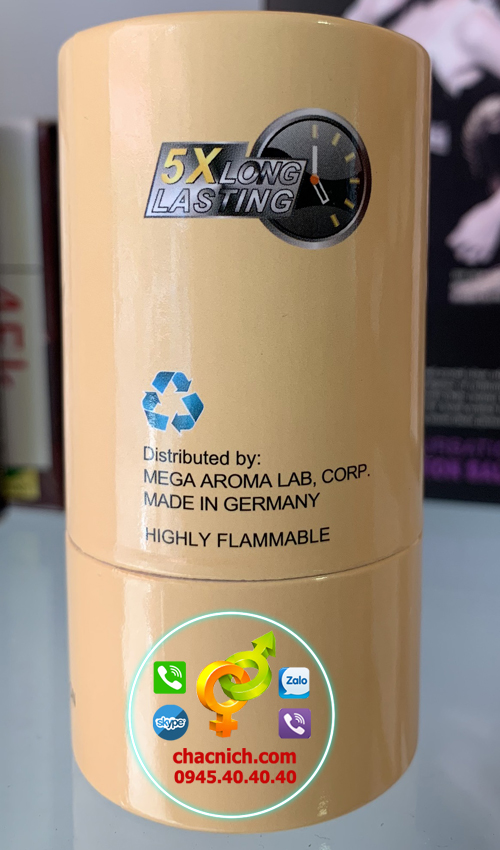 5X LONG
LASTING
Distributed by:
MEGA AROMA LAB, CORP.
MADE IN GERMANY
HIGHLY FLAMMABLE
Zalo
skype
chacnich.com
0945.40.40.40